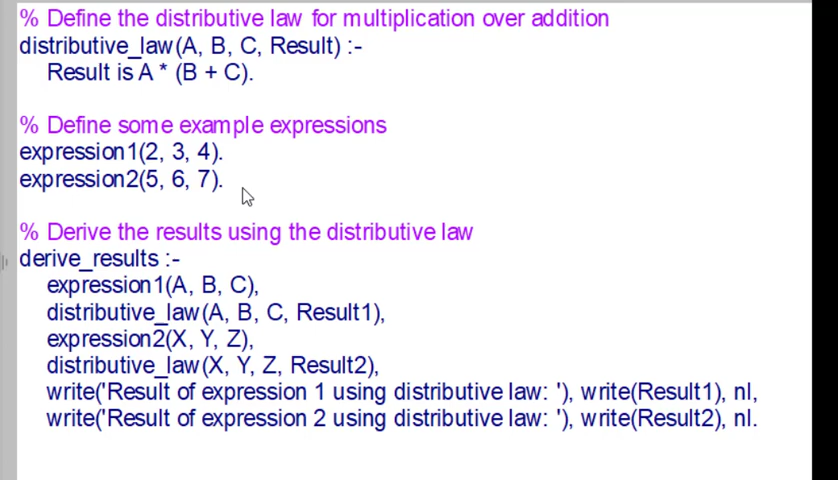 % Define the distributive law for multiplication over addition
distributive_law(A, B, C, Result) :-
Result is A * (B + C).
% Define some example expressions
expression1(2, 3, 4).
expression2(5, 6, 7).
% Derive the results using the distributive law
derive_results :-
expression1(A, B, C),
distributive_law(A, B, C, Result1),
expression2(X, Y, Z),
distributive_law(X, Y, Z, Result2),
write('Result of expression 1 using distributive law: '), write(Result1), nl,
write('Result of expression 2 using distributive law: '), write(Result2), nl.